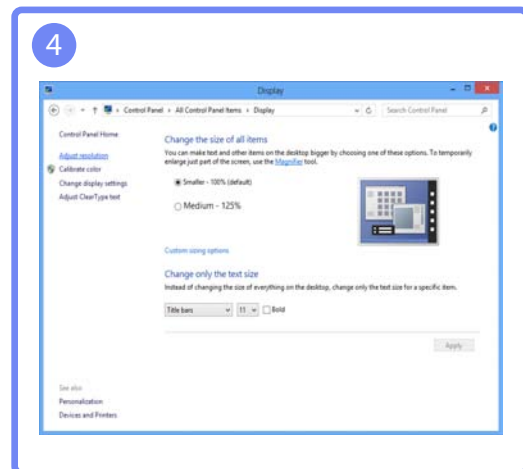 4
Display
Control Panel › All Control Panel Items › Display
Search Control Panel
Control Panel Home
Adjust resolution
Calibrate color
Change display settings
Adjust ClearType text
Change the size of all items
You can make text and other items on the desktop bigger by choosing one of these options. To temporarily
enlarge just part of the screen, use the Magnifier tool.
Smaller - 100% (default)
Medium - 125%
Custom sizing options
Change only the text size
Instead of changing the size of everything on the desktop, change only the text size for a specific item.
Title bars 11 Bold
Apply
See also
Personalization
Devices and Printers